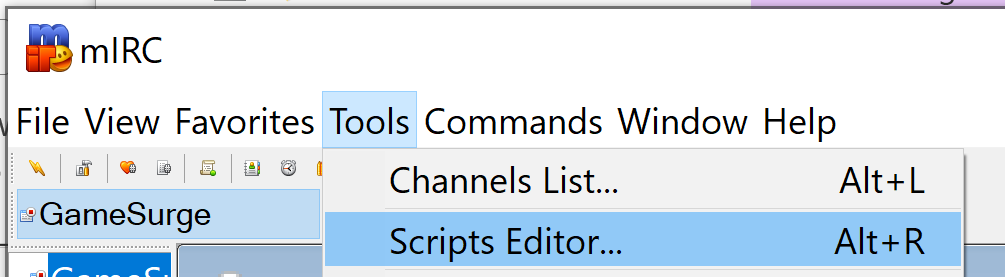 mIRC
File View Favorites Tools Commands Window Help
Channels List... Alt+L
GameSurge
Scripts Editor... Alt+R